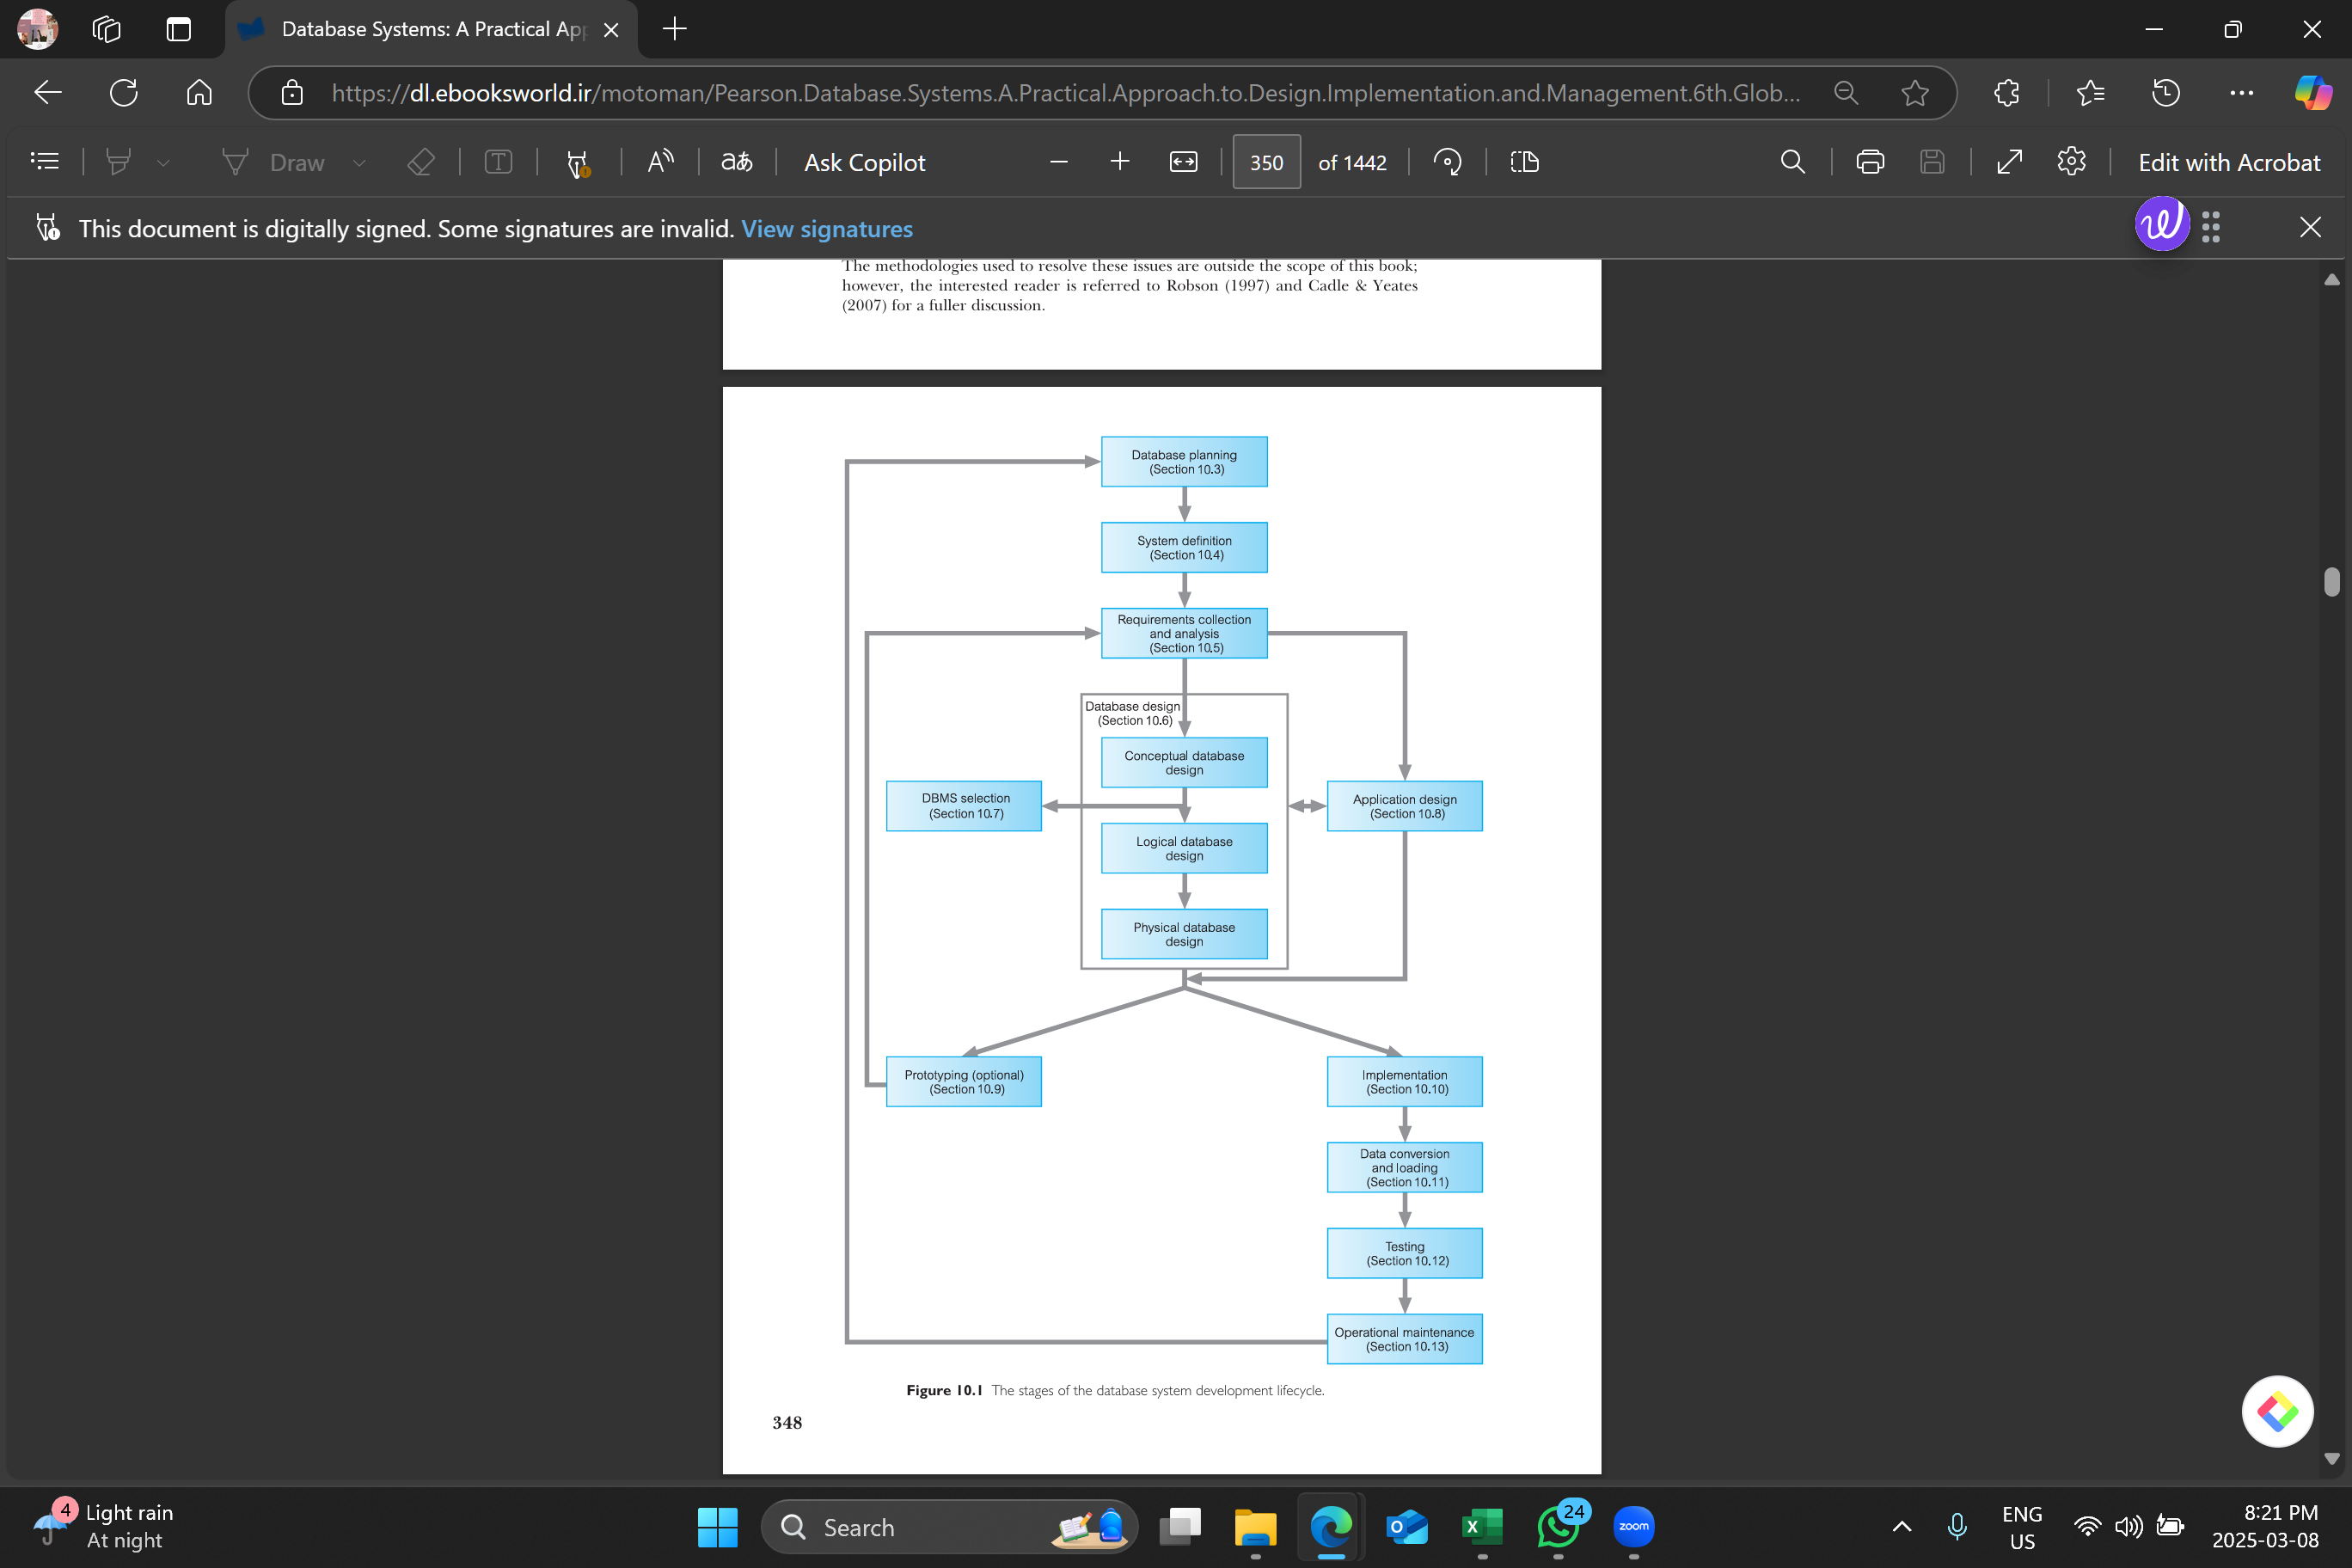 Database Systems: A Practical Ap
https://dl.ebooksworld.ir/motoman/Pearson.Database.Systems.A.Practical.Approach.to.Design.Implementation.and.Management.6th.Glob...
Draw
T
A
aあ
Ask Copilot
350
of 1442
Edit with Acrobat
This document is digitally signed. Some signatures are invalid. View signatures
The methodologies used to resolve these issues are outside the scope of this book;
however, the interested reader is referred to Robson (1997) and Cadle & Yeates
(2007) for a fuller discussion.
Database planning
(Section 10.3)
System definition
(Section 10.4)
Requirements collection
and analysis
(Section 10.5)
Database design
(Section 10.6)
Conceptual database
design
DBMS selection
(Section 10.7)
Application design
(Section 10.8)
Logical database
design
Physical database
design
Prototyping (optional)
(Section 10.9)
Implementation
(Section 10.10)
Data conversion
and loading
(Section 10.11)
Testing
(Section 10.12)
Operational maintenance
(Section 10.13)
Figure 10.1 The stages of the database system development lifecycle.
348
4
Light rain
At night
Search
24
zoom
ENG
US
8:21 PM
2025-03-08